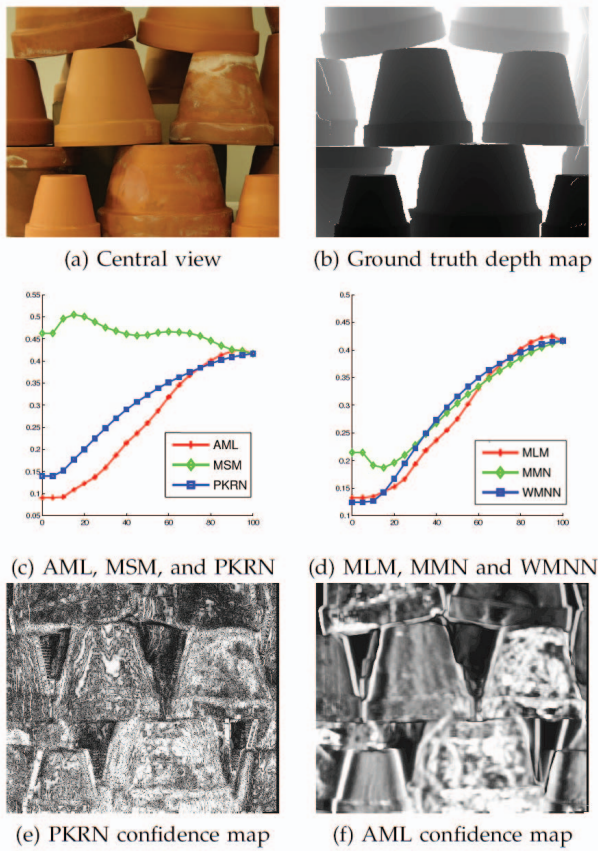 (a) Central view
(b) Ground truth depth map
0.55
0.5
0.45
0.4
0.35
0.3
0.25
0.2
0.15
0.1
0.05
0 20 40 60 80 100
AML
MSM
PKRN
0.5
0.45
0.4
0.35
0.3
0.25
0.2
0.15
0.1
0 20 40 60 80 100
MLM
MMN
WMNN
(c) AML, MSM, and PKRN
(d) MLM, MMN and WMNN
(e) PKRN confidence map
(f) AML confidence map